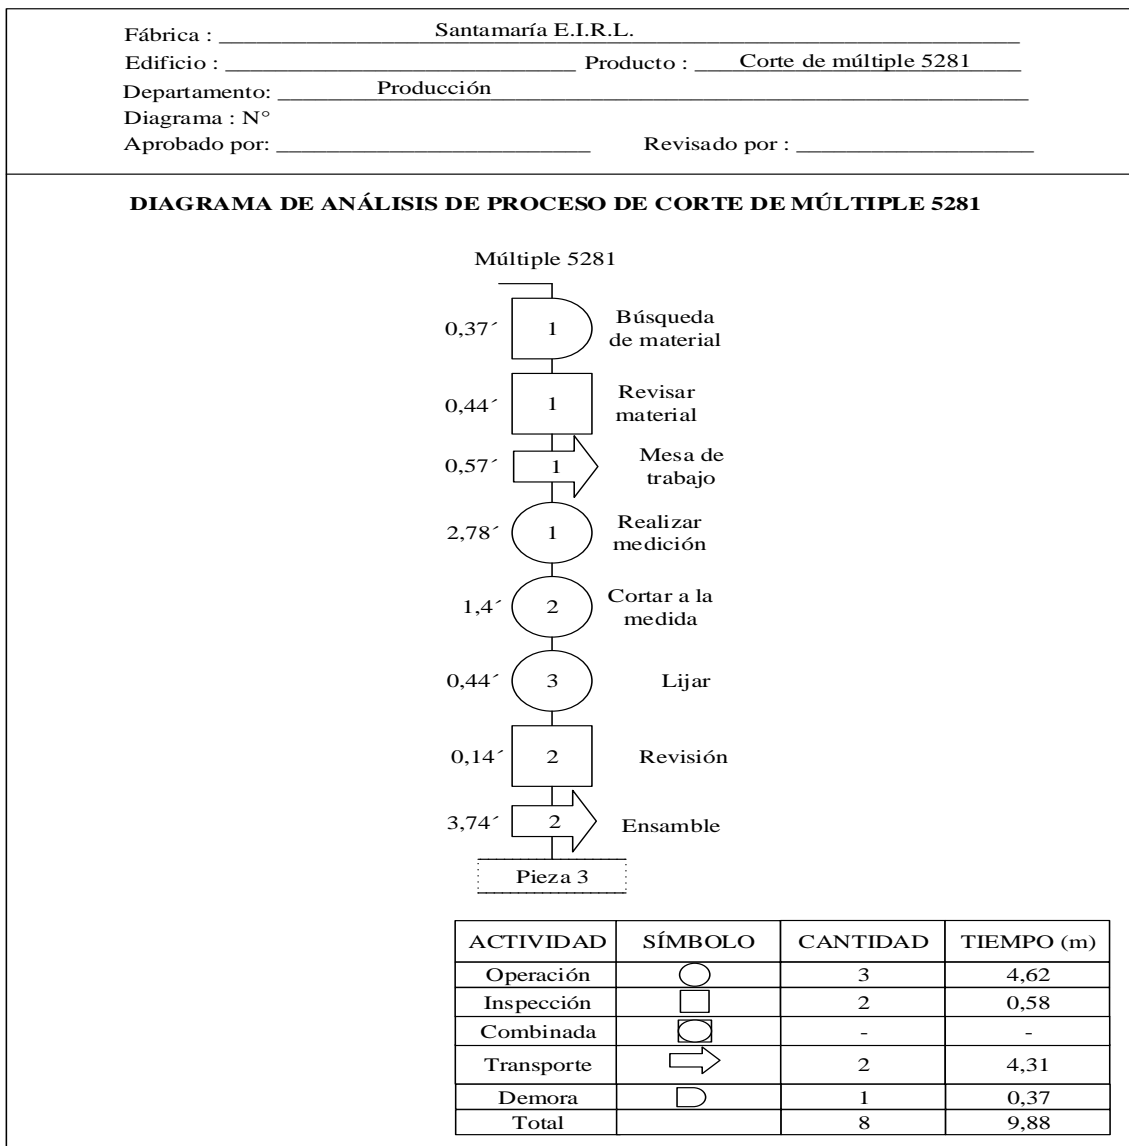 Fábrica : Santamaría E.I.R.L.
Edificio : Producto : Corte de múltiple 5281
Departamento: Producción
Diagrama : N°
Aprobado por: Revisado por :
DIAGRAMA DE ANÁLISIS DE PROCESO DE CORTE DE MÚLTIPLE 5281
Múltiple 5281
0,37´ 1 Búsqueda
de material
0,44´ 1 Revisar
material
0,57´ 1 Mesa de
trabajo
2,78´ 1 Realizar
medición
1,4´ 2 Cortar a la
medida
0,44´ 3 Lijar
0,14´ 2 Revisión
3,74´ 2 Ensamble
Pieza 3
ACTIVIDAD SÍMBOLO CANTIDAD TIEMPO (m)
Operación 3 4,62
Inspección 2 0,58
Combinada - -
Transporte 2 4,31
Demora 1 0,37
Total 8 9,88